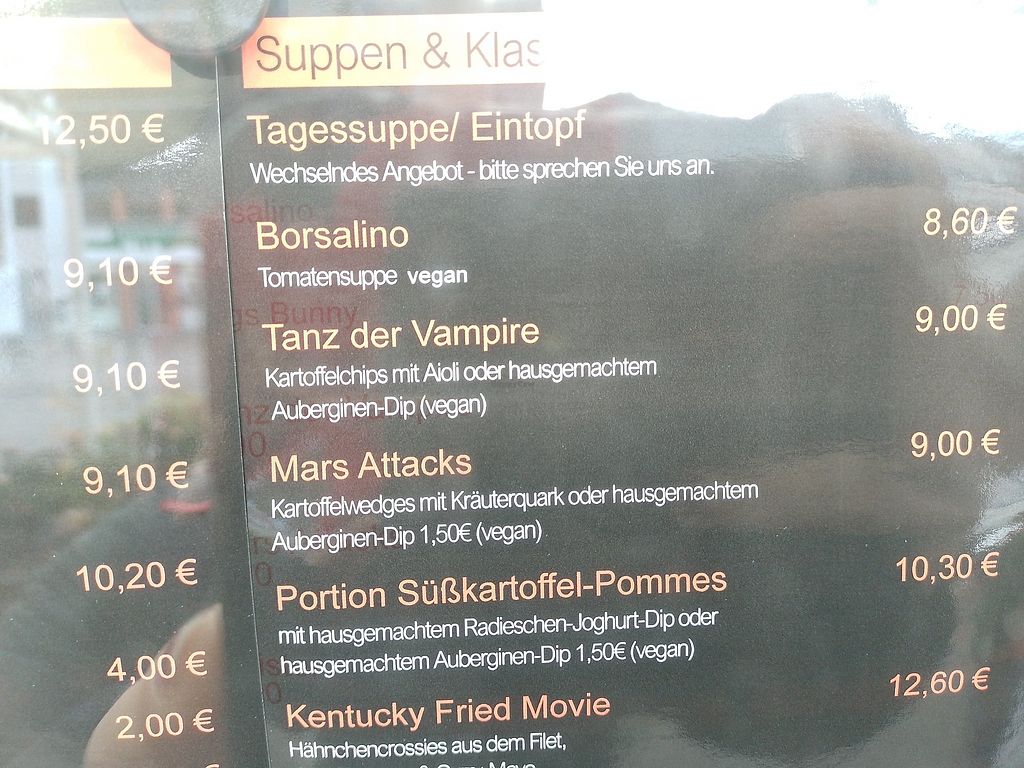 12,50 €
9,10 €
9,10 €
9,10 €
10,20 €
4,00 €
2,00 €
Suppen & Klas
Tagessuppe/ Eintopf
Wechselndes Angebot - bitte sprechen Sie uns an.
Borsalino 8,60 €
Tomatensuppe vegan
Tanz der Vampire 9,00 €
Kartoffelchips mit Aioli oder hausgemachtem
Auberginen-Dip (vegan)
Mars Attacks 9,00 €
Kartoffelwedges mit Kräuterquark oder hausgemachtem
Auberginen-Dip 1,50€ (vegan)
Portion Süßkartoffel-Pommes 10,30 €
mit hausgemachtem Radieschen-Joghurt-Dip oder
hausgemachtem Auberginen-Dip 1,50€ (vegan)
Kentucky Fried Movie 12,60 €
Hähnchencrossies aus dem Filet,